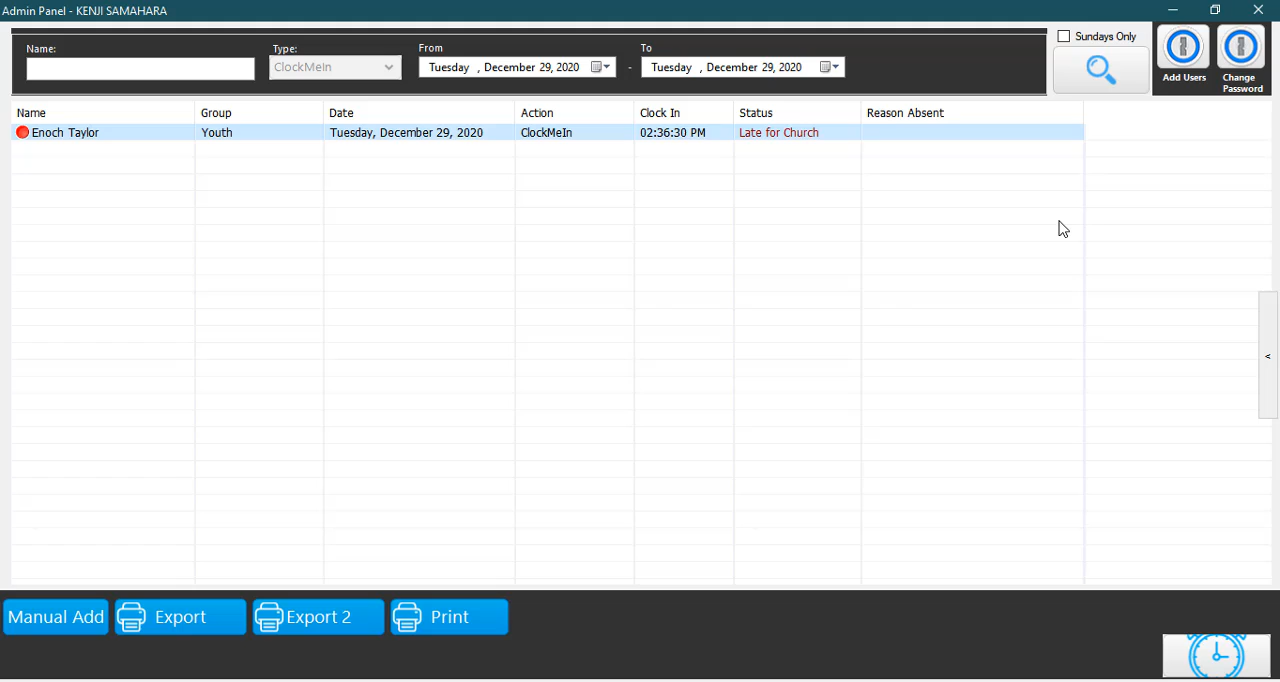 Admin Panel - KENJI SAMAHARA
Name: Type: From To
ClockMeIn Tuesday , December 29, 2020 - Tuesday , December 29, 2020
Sundays Only
Add Users Change Password
Name Group Date Action Clock In Status Reason Absent
Enoch Taylor Youth Tuesday, December 29, 2020 ClockMeIn 02:36:30 PM Late for Church
<
Manual Add Export Export 2 Print